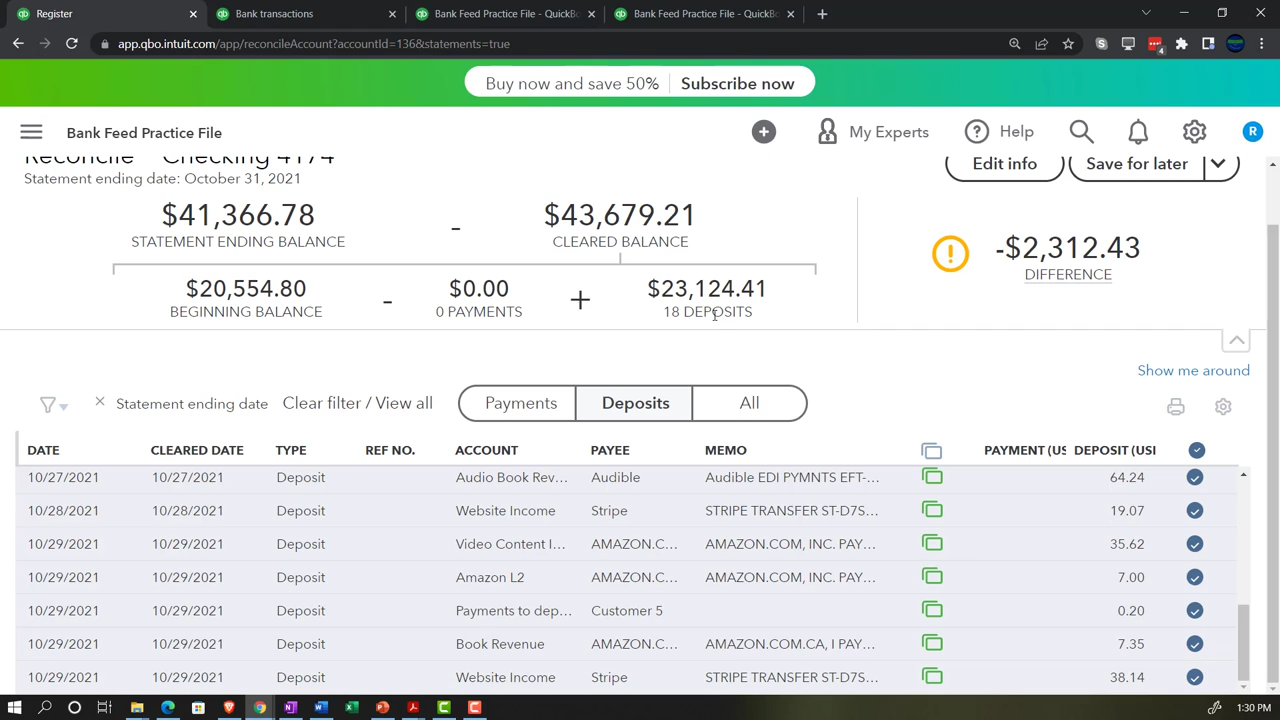 Register
Bank transactions
Bank Feed Practice File - QuickBo
Bank Feed Practice File - QuickBo
app.qbo.intuit.com/app/reconcileAccount?accountId=136&statements=true
4
Buy now and save 50% Subscribe now
Bank Feed Practice File
My Experts Help R
Reconcile Checking 4174
Statement ending date: October 31, 2021
Edit info Save for later
$41,366.78 - $43,679.21
STATEMENT ENDING BALANCE CLEARED BALANCE
-$2,312.43
DIFFERENCE
$20,554.80 - $0.00 + $23,124.41
BEGINNING BALANCE 0 PAYMENTS 18 DEPOSITS
Show me around
× Statement ending date Clear filter / View all Payments Deposits All
DATE CLEARED DATE TYPE REF NO. ACCOUNT PAYEE MEMO PAYMENT (US DEPOSIT (USI
10/27/2021 10/27/2021 Deposit Audio Book Rev... Audible Audible EDI PYMNTS EFT-... 64.24
10/28/2021 10/28/2021 Deposit Website Income Stripe STRIPE TRANSFER ST-D7S... 19.07
10/29/2021 10/29/2021 Deposit Video Content I... AMAZON.C... AMAZON.COM, INC. PAY... 35.62
10/29/2021 10/29/2021 Deposit Amazon L2 AMAZON.C... AMAZON.COM, INC. PAY... 7.00
10/29/2021 10/29/2021 Deposit Payments to dep... Customer 5 0.20
10/29/2021 10/29/2021 Deposit Book Revenue AMAZON.C... AMAZON.COM.CA, I PAY... 7.35
10/29/2021 10/29/2021 Deposit Website Income Stripe STRIPE TRANSFER ST-D7S... 38.14
1:30 PM